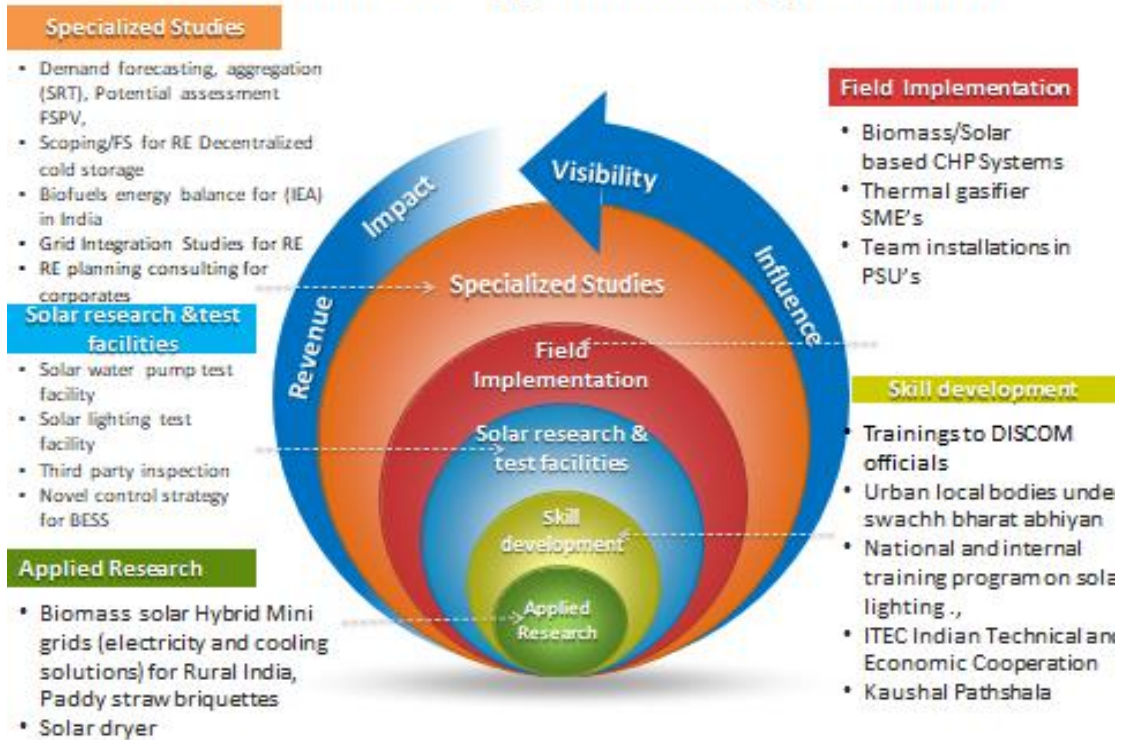 Specialized Studies
• Demand forecasting, aggregation
(SRT), Potential assessment
FSPV,
• Scoping/FS for RE Decentralized
cold storage
• Biofuels energy balance for (IEA)
in India
• Grid Integration Studies for RE
• RE planning consulting for
corporates
Solar research &test
facilities
• Solar water pump test
facility
• Solar lighting test
facility
• Third party inspection
• Novel control strategy
for BESS
Applied Research
• Biomass solar Hybrid Mini
grids (electricity and cooling
solutions) for Rural India,
Paddy straw briquettes
• Solar dryer
Revenue
Impact
Visibility
Influence
Specialized Studies
Field
Implementation
Solar research &
test facilities
Skill
development
Applied
Research
Field Implementation
• Biomass/Solar
based CHP Systems
• Thermal gasifier
SME's
• Team installations in
PSU's
Skill development
• Trainings to DISCOM
officials
• Urban local bodies unde
swachh bharat abhiyan
• National and internal
training program on sola
lighting .,
• ITEC Indian Technical and
Economic Cooperation
• Kaushal Pathshala